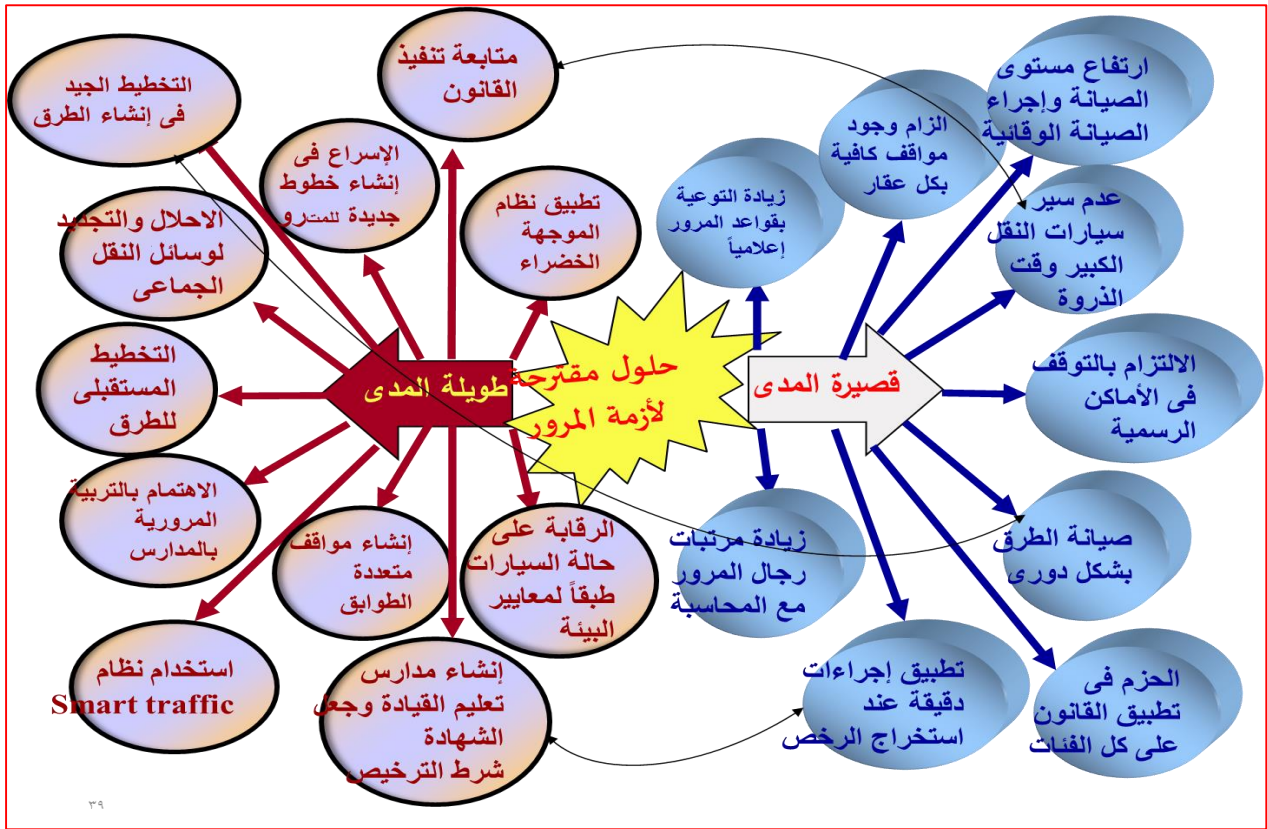 حلول مقترحة
لأزمة المرور
قصيرة المدى
ارتفاع مستوى
الصيانة وإجراء
الصيانة الوقائية
الزام وجود
مواقف كافية
بكل عقار
زيادة التوعية
بقواعد المرور
إعلامياً
عدم سير
سيارات النقل
الكبير وقت
الذروة
الالتزام بالتوقف
فى الأماكن
الرسمية
صيانة الطرق
بشكل دورى
زيادة مرتبات
رجال المرور
مع المحاسبة
الحزم فى
تطبيق القانون
على كل الفئات
تطبيق إجراءات
دقيقة عند
استخراج الرخص
طويلة المدى
متابعة تنفيذ
القانون
التخطيط الجيد
فى إنشاء الطرق
الإسراع فى
إنشاء خطوط
جديدة للمترو
تطبيق نظام
الموجهة
الخضراء
الاحلال والتجديد
لوسائل النقل
الجماعى
التخطيط
المستقبلى
للطرق
الاهتمام بالتربية
المرورية
بالمدارس
إنشاء مواقف
متعددة
الطوابق
الرقابة على
حالة السيارات
طبقاً لمعايير
البيئة
إنشاء مدارس
تعليم القيادة وجعل
الشهادة
شرط الترخيص
استخدام نظام
Smart traffic
٣٩